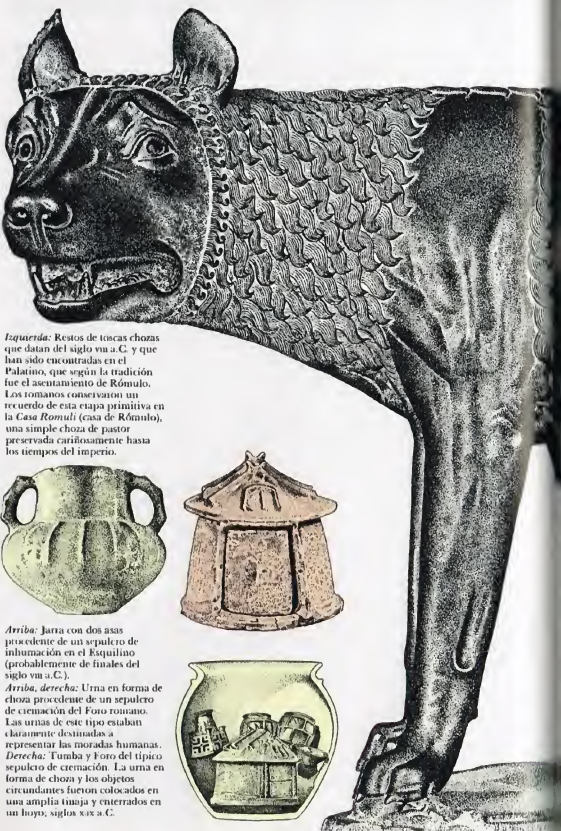 Izquierda: Restos de toscas chozas
que datan del siglo VIII a.C. y que
han sido encontradas en el
Palatino, que según la tradición
fue el asentamiento de Rómulo.
Los romanos conservaron un
recuerdo de esta etapa primitiva en
la Casa Romuli (casa de Rómulo),
una simple choza de pastor
preservada cariñosamente hasta
los tiempos del imperio.
Arriba: Jarra con dos asas
procedente de un sepulcro de
inhumación en el Esquilino
(probablemente de finales del
siglo VIII a.C.).
Arriba, derecha: Urna en forma de
choza procedente de un sepulcro
de cremación del Foro romano.
Las urnas de este tipo estaban
claramente destinadas a
representar las moradas humanas.
Derecha: Tumba y Foro del típico
sepulcro de cremación. La urna en
forma de choza y los objetos
circundantes fueron colocados en
una amplia tinaja y enterrados en
un hoyo; siglos X-IX a.C.